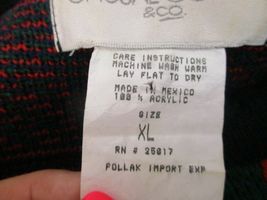 &CO.
CARE INSTRUCTIONS
MACHINE WASH WARM
LAY FLAT TO DRY
MADE IN MEXICO
100 % ACRYLIC
SIZE
XL
RN # 25017
POLLAK IMPORT EXP